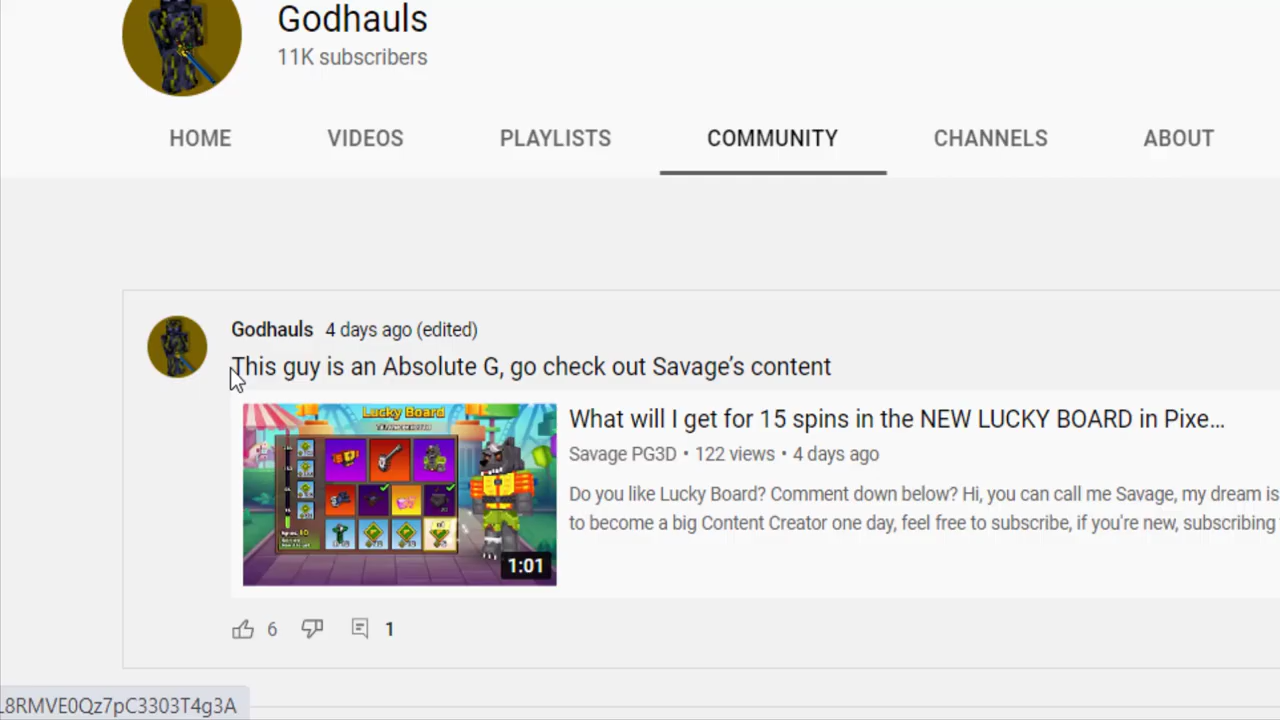 Godhauls
11K subscribers
HOME VIDEOS PLAYLISTS COMMUNITY CHANNELS ABOUT
Godhauls 4 days ago (edited)
This guy is an Absolute G, go check out Savage’s content
Lucky Board
What will I get for 15 spins in the NEW LUCKY BOARD in Pixe...
Savage PG3D • 122 views • 4 days ago
Do you like Lucky Board? Comment down below? Hi, you can call me Savage, my dream is
to become a big Content Creator one day, feel free to subscribe, if you're new, subscribing
1:01
6 1
L8RMVE0Qz7pC3303T4g3A